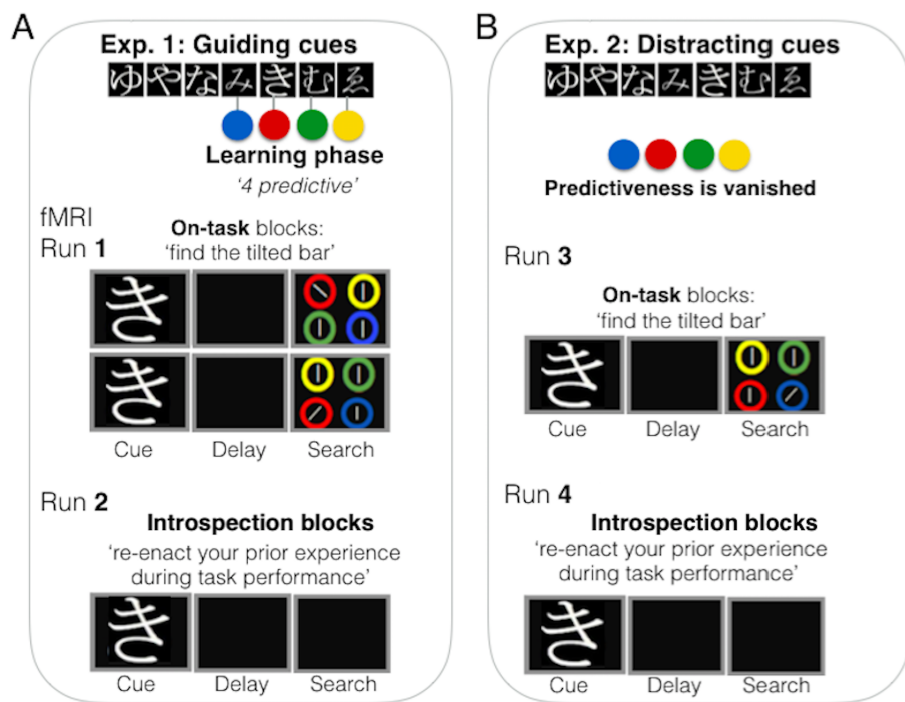 A
Exp. 1: Guiding cues
ゆやなみきむゑ
Learning phase
'4 predictive'
fMRI
Run 1
On-task blocks:
'find the tilted bar'
き
き
Cue Delay Search
Run 2
Introspection blocks
're-enact your prior experience
during task performance'
き
Cue Delay Search
B
Exp. 2: Distracting cues
ゆやなみきむゑ
Predictiveness is vanished
Run 3
On-task blocks:
'find the tilted bar'
き
Cue Delay Search
Run 4
Introspection blocks
're-enact your prior experience
during task performance'
き
Cue Delay Search